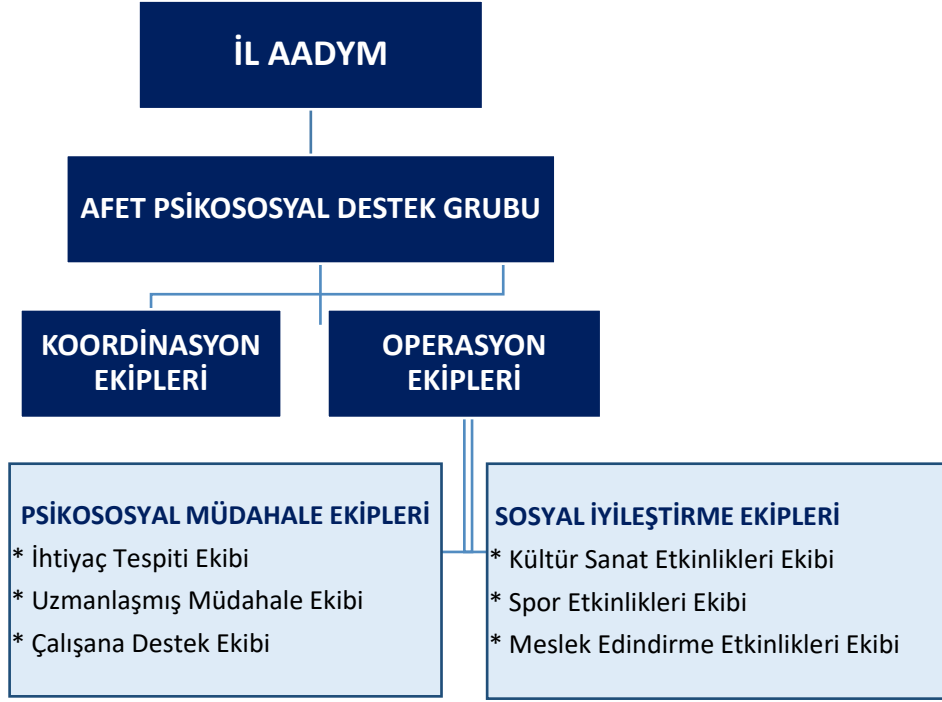 İL AADYM
AFET PSİKOSOSYAL DESTEK GRUBU
KOORDİNASYON
EKİPLERİ
OPERASYON
EKİPLERİ
PSİKOSOSYAL MÜDAHALE EKİPLERİ
* İhtiyaç Tespiti Ekibi
* Uzmanlaşmış Müdahale Ekibi
* Çalışana Destek Ekibi
SOSYAL İYİLEŞTİRME EKİPLERİ
* Kültür Sanat Etkinlikleri Ekibi
* Spor Etkinlikleri Ekibi
* Meslek Edindirme Etkinlikleri Ekibi